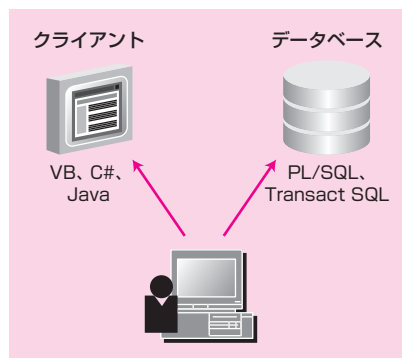 クライアント
データベース
VB、C#、
Java
PL/SQL、
Transact SQL